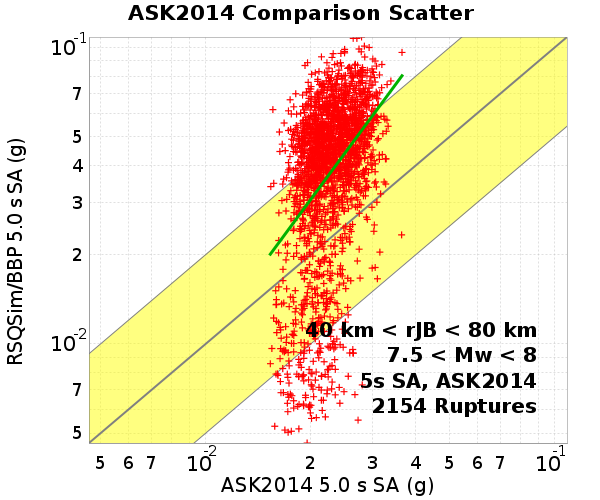 ASK2014 Comparison Scatter
RSQSim/BBP 5.0 s SA (g)
10-1
7
5
4
3
2
10-2
7
5
40 km < rJB < 80 km
7.5 < Mw < 8
5s SA, ASK2014
2154 Ruptures
5 6 7 10-2 2 3 4 5 6 7 10-1
ASK2014 5.0 s SA (g)